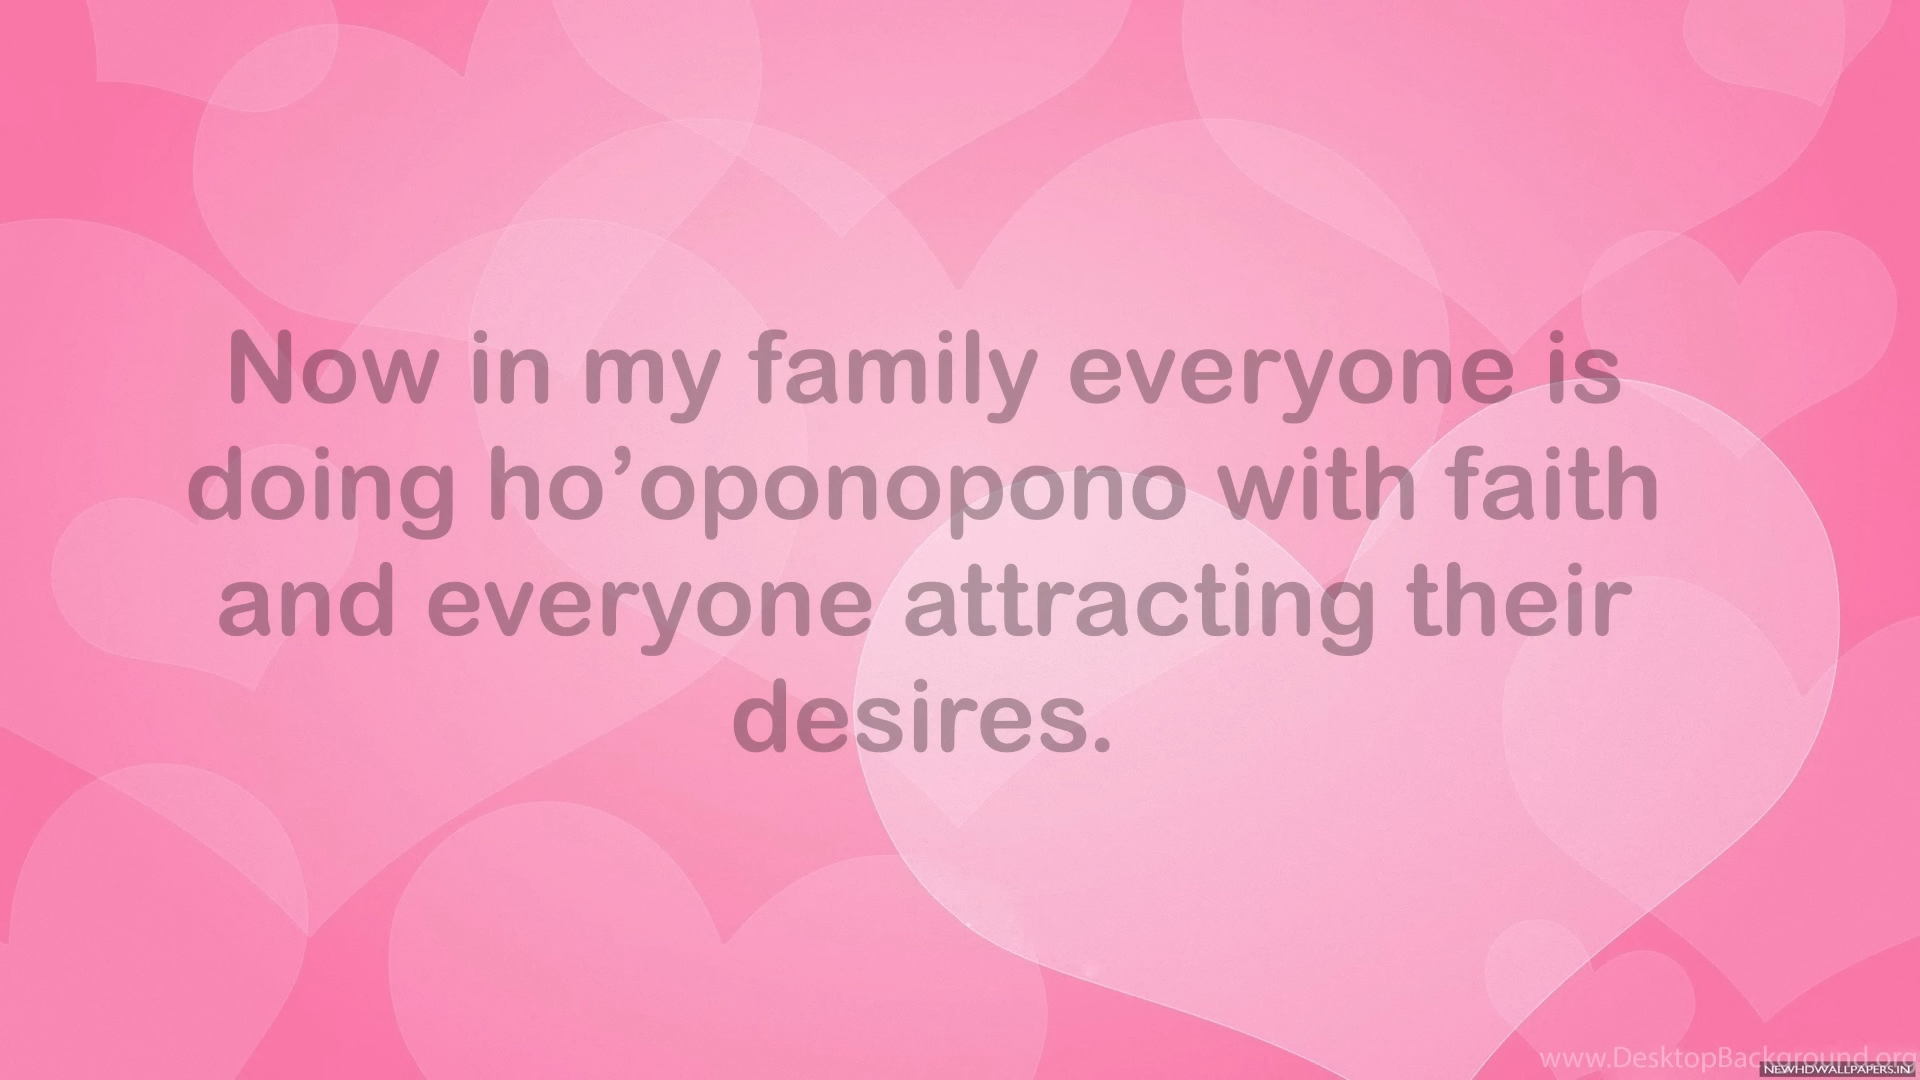 Now in my family everyone is
doing ho’oponopono with faith
and everyone attracting their
desires.
www.DesktopBackground.org
NEWHDWALLPAPERS.IN